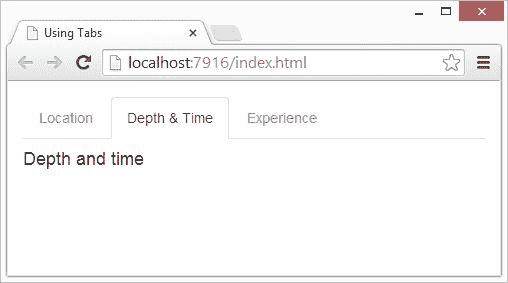 Using Tabs
localhost:7916/index.html
Location Depth & Time Experience
Depth and time